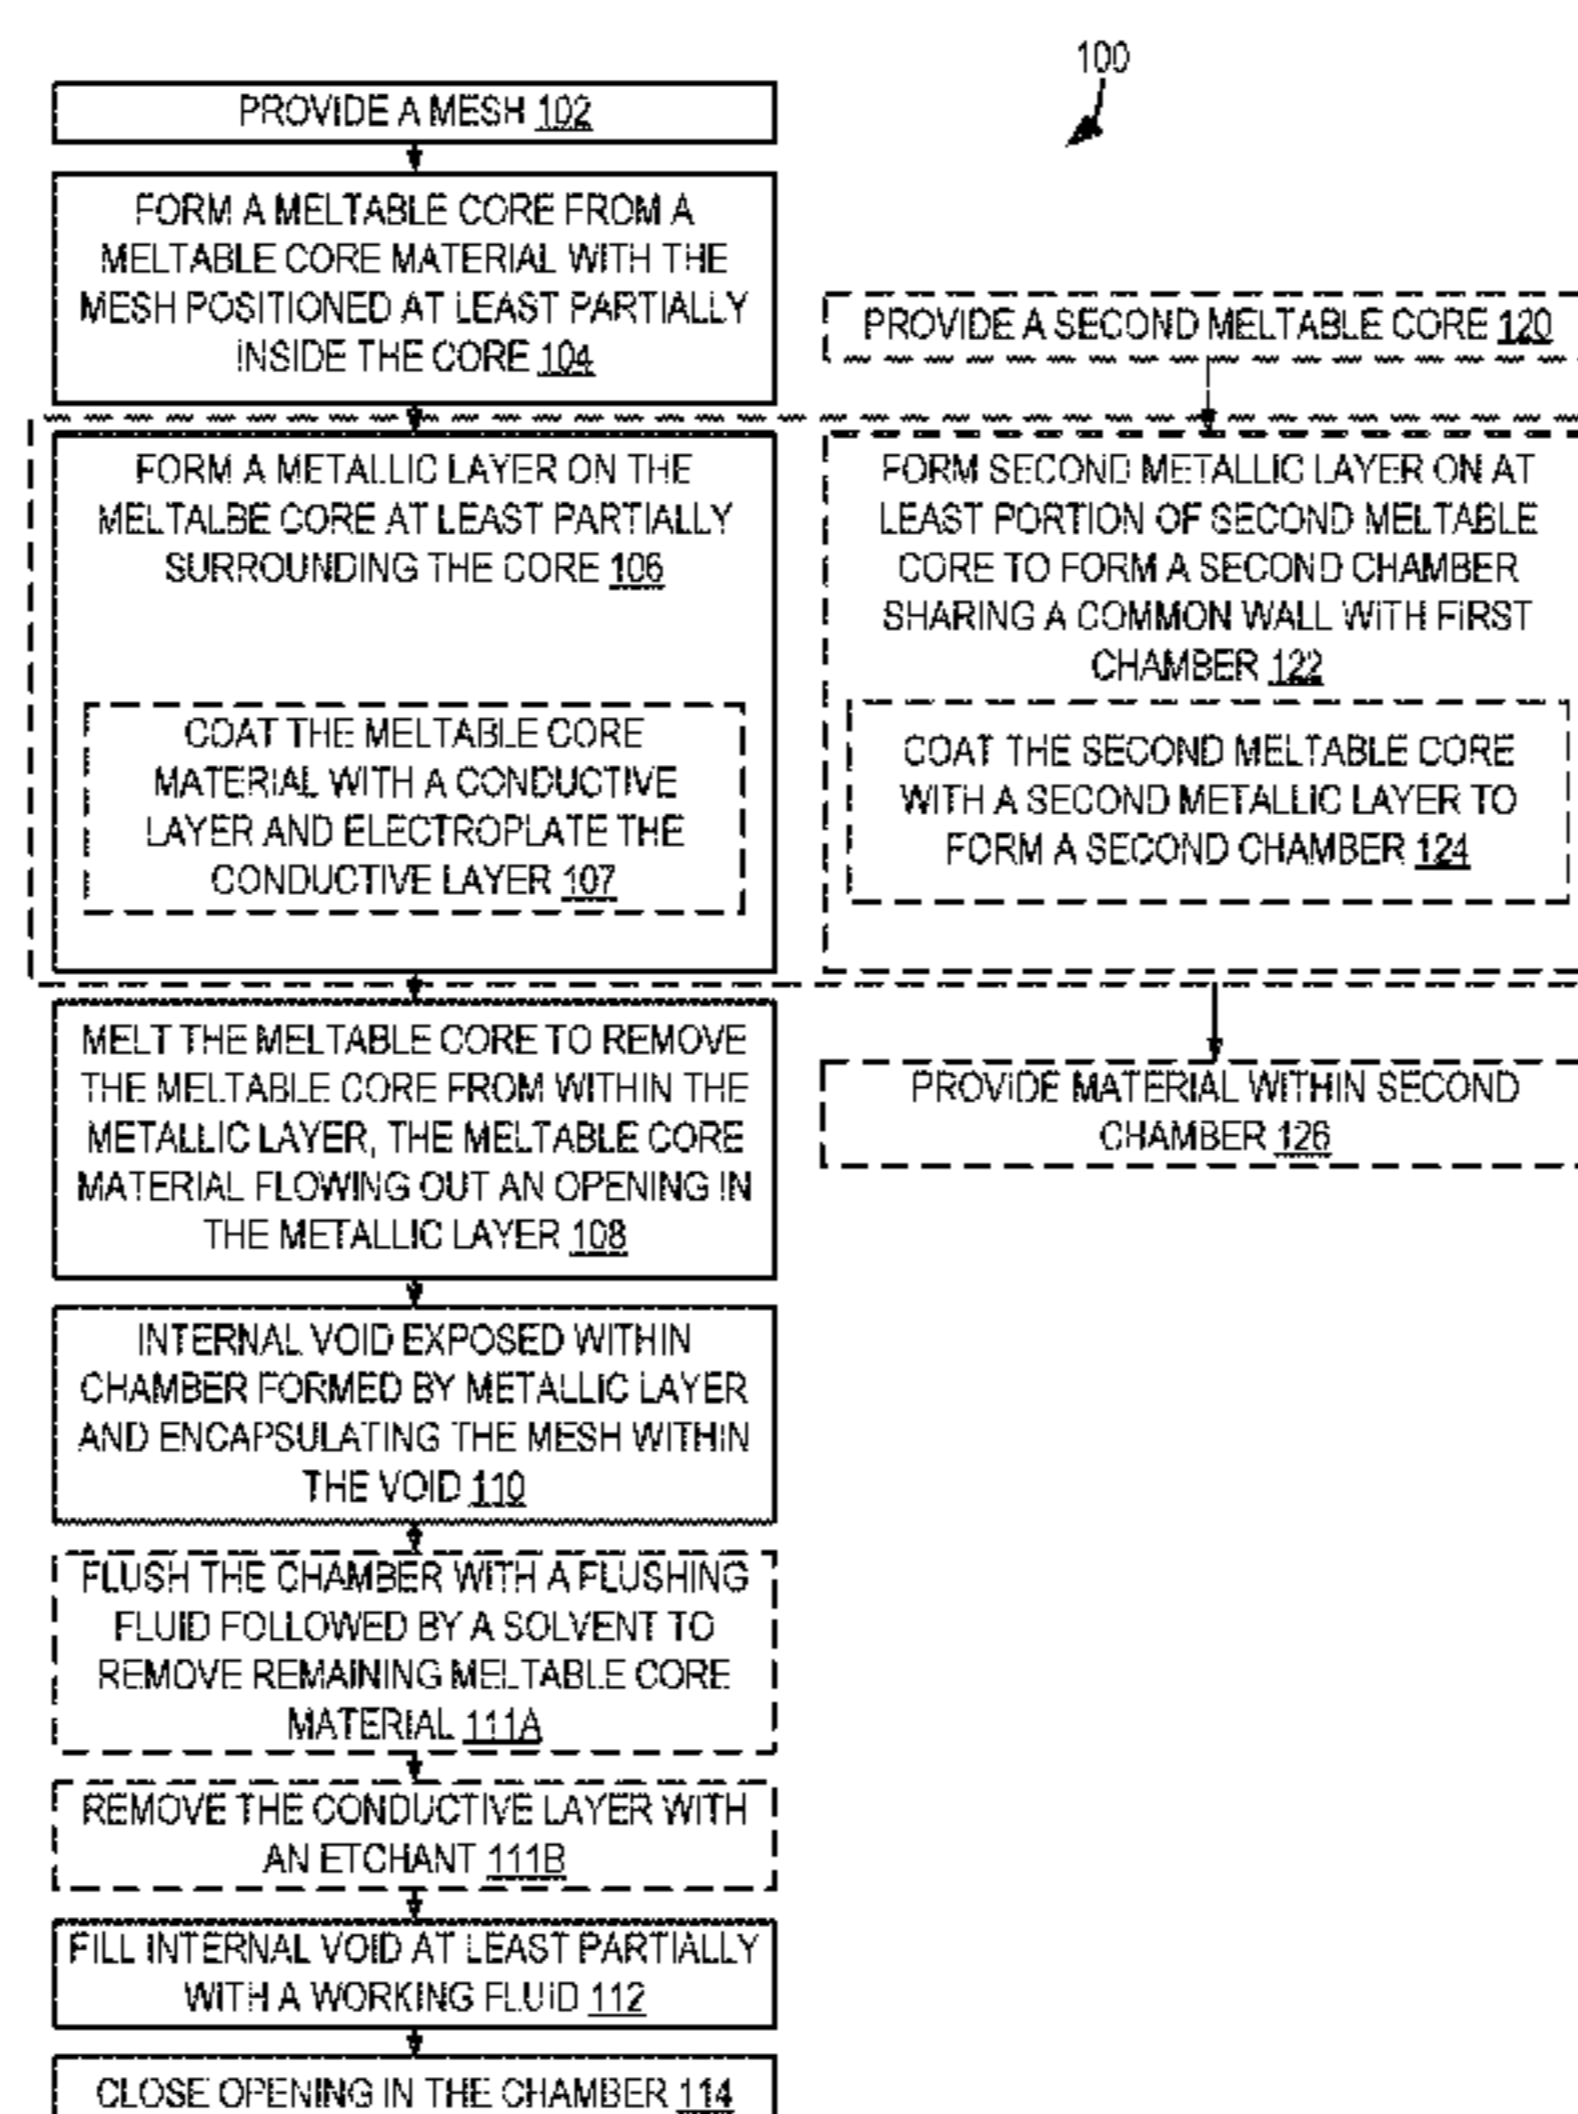 100
PROVIDE A MESH 102
FORM A MELTABLE CORE FROM A
MELTABLE CORE MATERIAL WITH THE
MESH POSITIONED AT LEAST PARTIALLY
INSIDE THE CORE 104
FORM A METALLIC LAYER ON THE
MELTALBE CORE AT LEAST PARTIALLY
SURROUNDING THE CORE 106
COAT THE MELTABLE CORE
MATERIAL WITH A CONDUCTIVE
LAYER AND ELECTROPLATE THE
CONDUCTIVE LAYER 107
MELT THE MELTABLE CORE TO REMOVE
THE MELTABLE CORE FROM WITHIN THE
METALLIC LAYER, THE MELTABLE CORE
MATERIAL FLOWING OUT AN OPENING IN
THE METALLIC LAYER 108
INTERNAL VOID EXPOSED WITHIN
CHAMBER FORMED BY METALLIC LAYER
AND ENCAPSULATING THE MESH WITHIN
THE VOID 110
FLUSH THE CHAMBER WITH A FLUSHING
FLUID FOLLOWED BY A SOLVENT TO
REMOVE REMAINING MELTABLE CORE
MATERIAL 111A
REMOVE THE CONDUCTIVE LAYER WITH
AN ETCHANT 111B
FILL INTERNAL VOID AT LEAST PARTIALLY
WITH A WORKING FLUID 112
CLOSE OPENING IN THE CHAMBER 114
PROVIDE A SECOND MELTABLE CORE 120
FORM SECOND METALLIC LAYER ON AT
LEAST PORTION OF SECOND MELTABLE
CORE TO FORM A SECOND CHAMBER
SHARING A COMMON WALL WITH FIRST
CHAMBER 122
COAT THE SECOND MELTABLE CORE
WITH A SECOND METALLIC LAYER TO
FORM A SECOND CHAMBER 124
PROVIDE MATERIAL WITHIN SECOND
CHAMBER 126